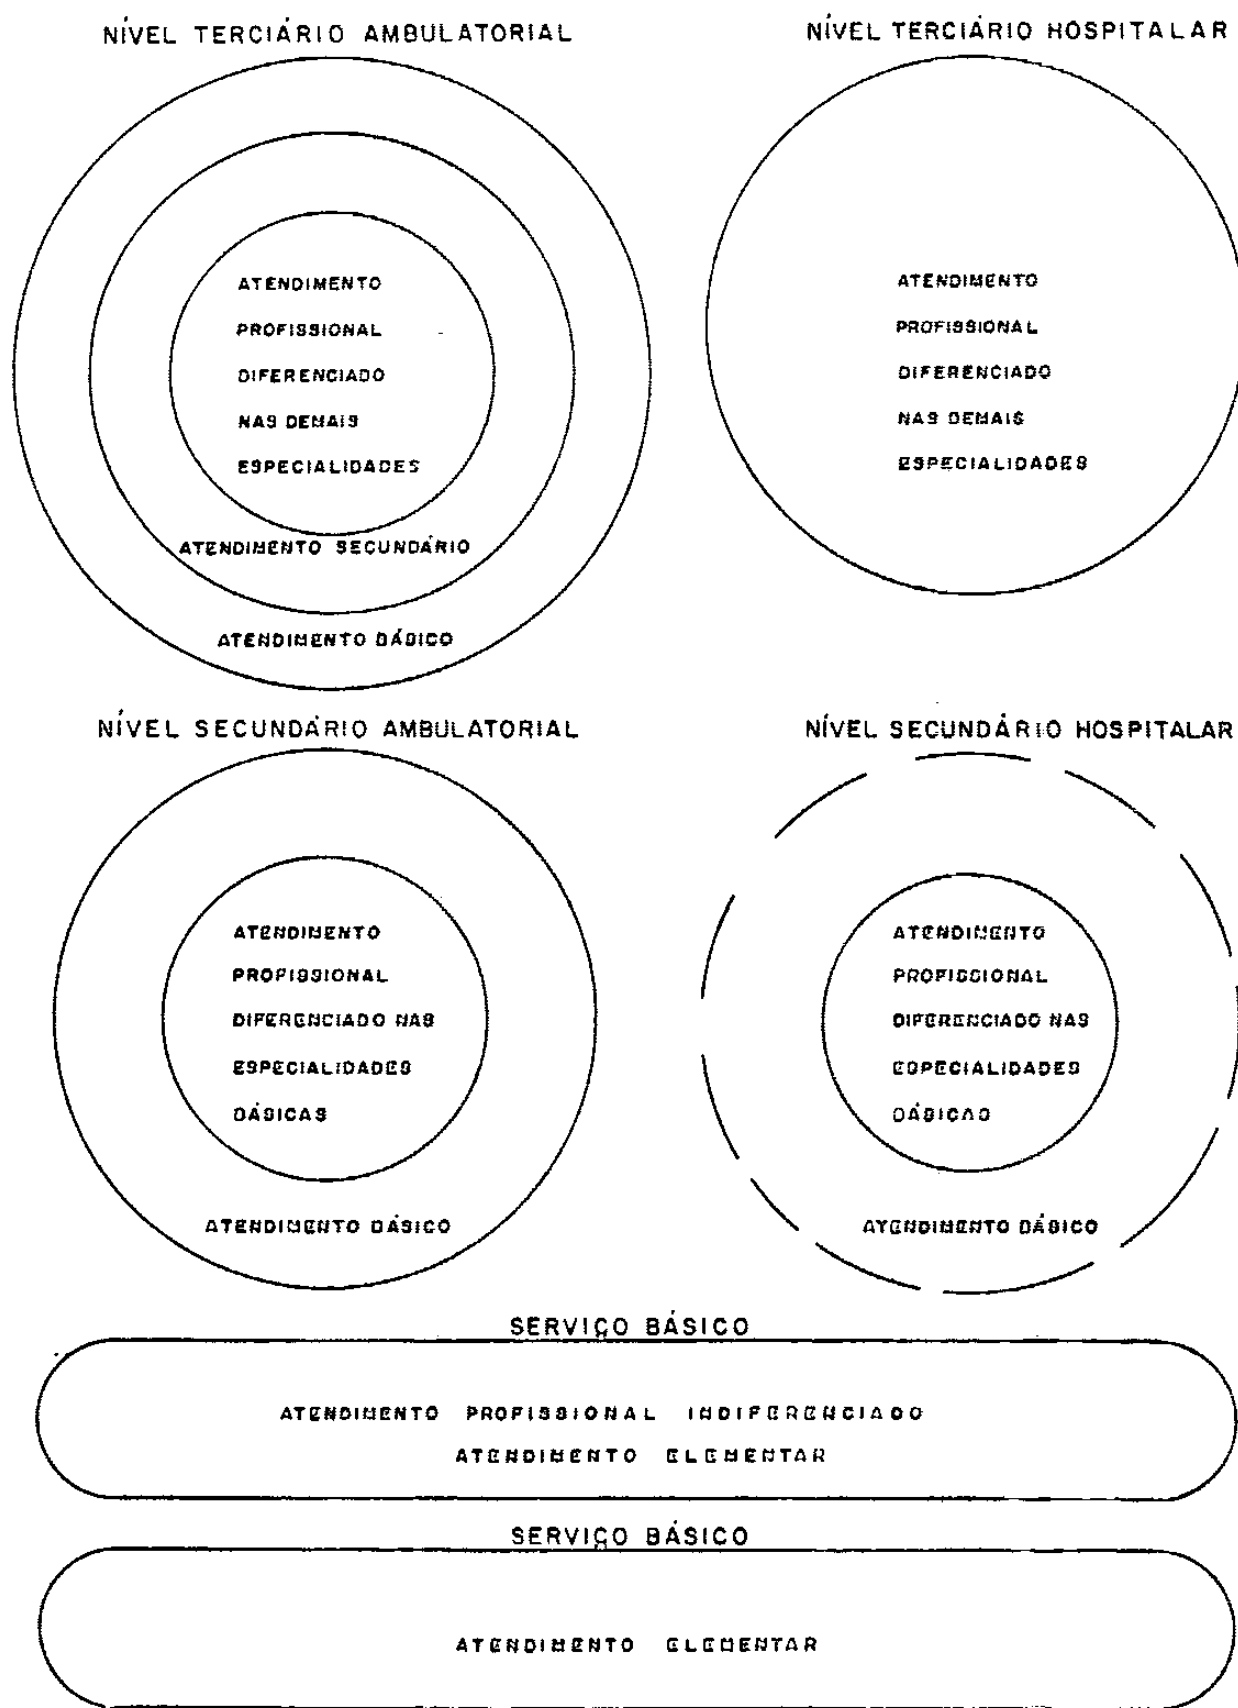 NÍVEL TERCIÁRIO AMBULATORIAL
ATENDIMENTO
PROFISSIONAL
DIFERENCIADO
NAS DEMAIS
ESPECIALIDADES
ATENDIMENTO SECUNDÁRIO
ATENDIMENTO BÁSICO
NÍVEL TERCIÁRIO HOSPITALAR
ATENDIMENTO
PROFISSIONAL
DIFERENCIADO
NAS DEMAIS
ESPECIALIDADES
NÍVEL SECUNDÁRIO AMBULATORIAL
ATENDIMENTO
PROFISSIONAL
DIFERENCIADO NAS
ESPECIALIDADES
BÁSICAS
ATENDIMENTO BÁSICO
NÍVEL SECUNDÁRIO HOSPITALAR
ATENDIMENTO
PROFISSIONAL
DIFERENCIADO NAS
ESPECIALIDADES
BÁSICAS
ATENDIMENTO BÁSICO
SERVIÇO BÁSICO
ATENDIMENTO PROFISSIONAL INDIFERENCIADO
ATENDIMENTO ELEMENTAR
SERVIÇO BÁSICO
ATENDIMENTO ELEMENTAR